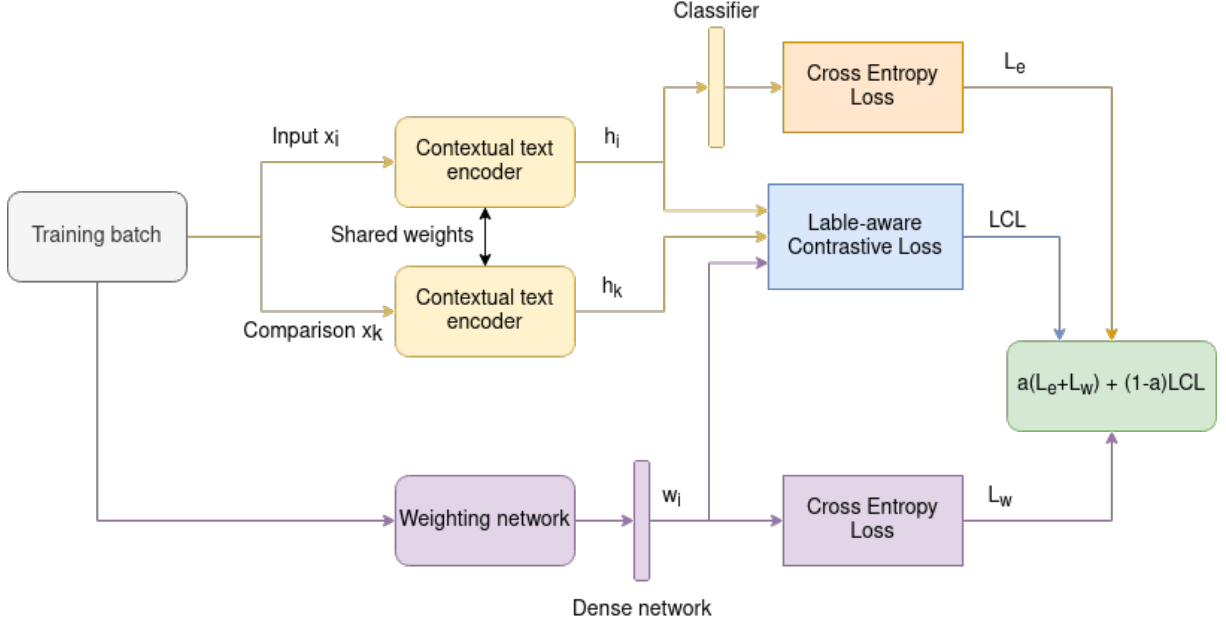 Classifier
Cross Entropy
Loss
Le
Input xi
Contextual text
encoder
hi
Training batch
Shared weights
Lable-aware
Contrastive Loss
LCL
Contextual text
encoder
hk
Comparison xk
a(Le+Lw) + (1-a)LCL
Weighting network
wi
Cross Entropy
Loss
Lw
Dense network